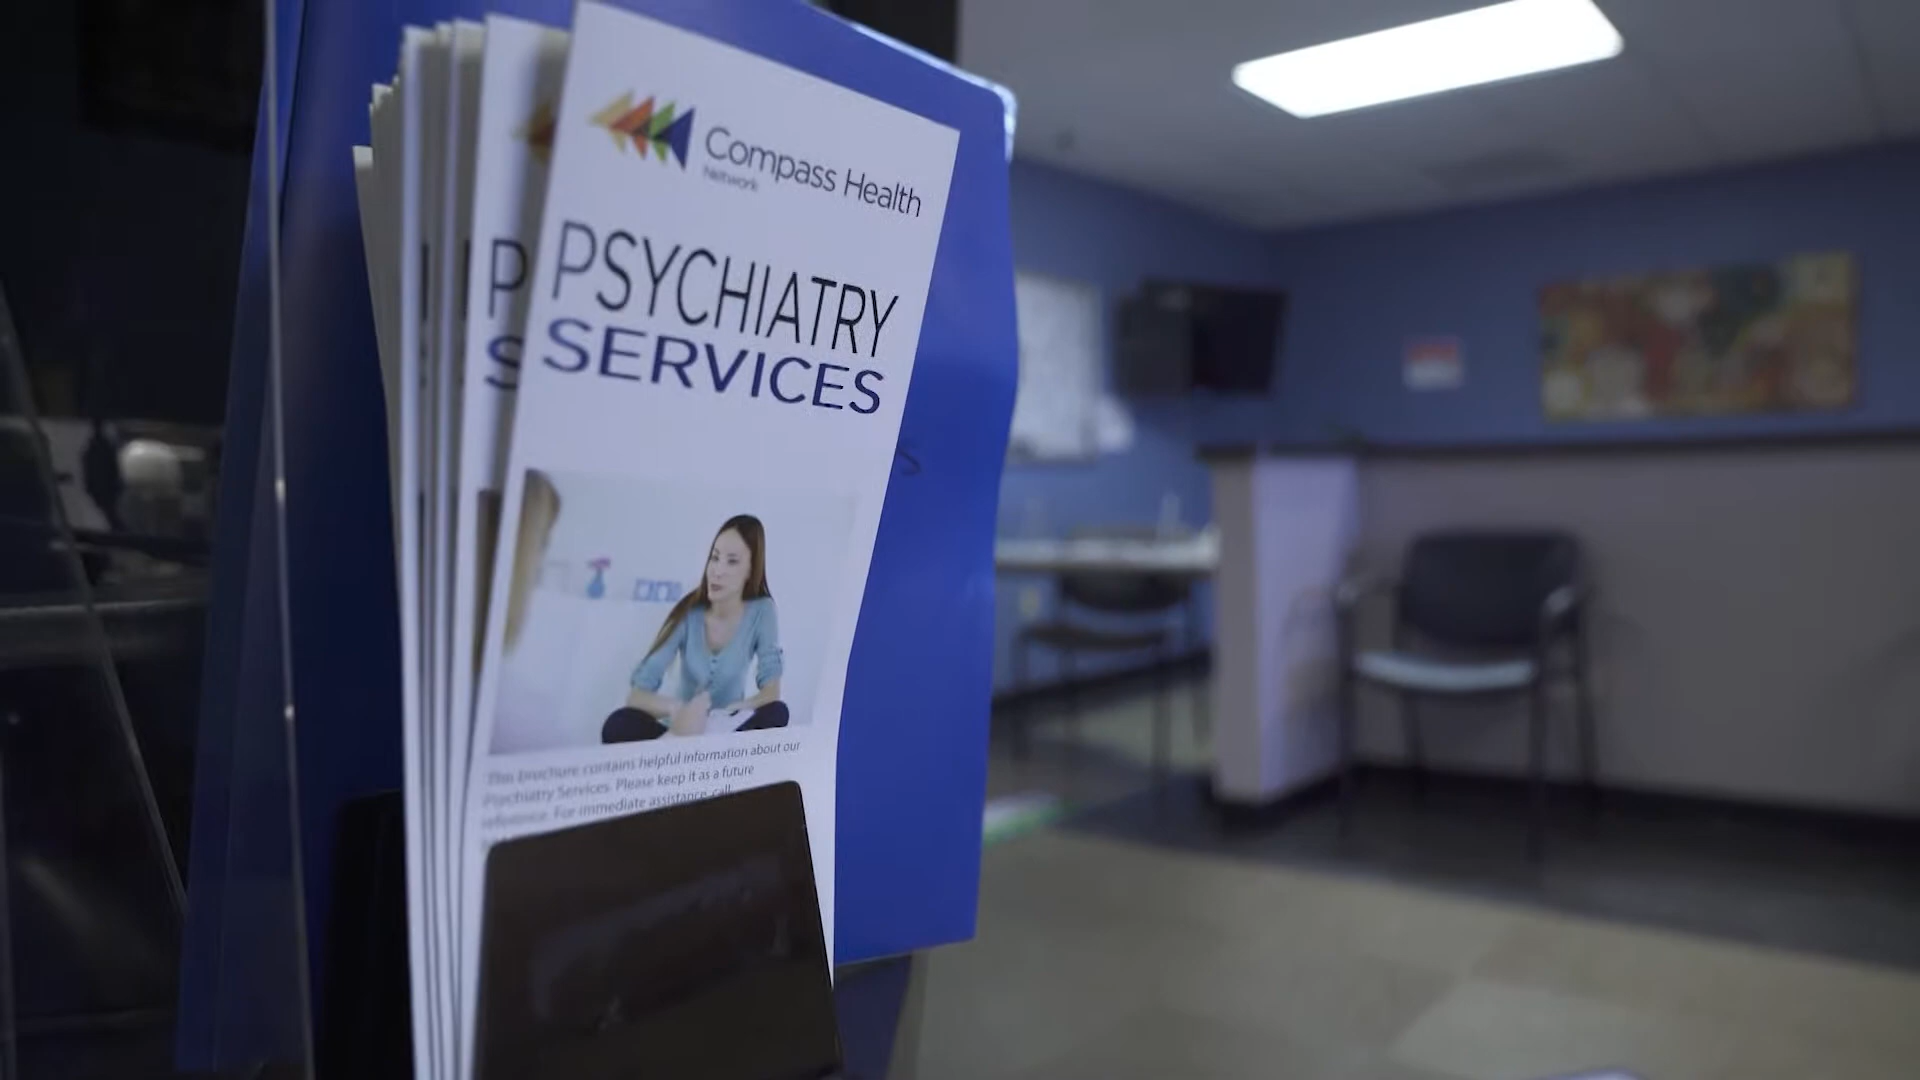 Compass Health
Network
PSYCHIATRY
SERVICES
This brochure contains helpful information about our
Psychiatry Services. Please keep it as a future
reference. For immediate assistance, call
P
S